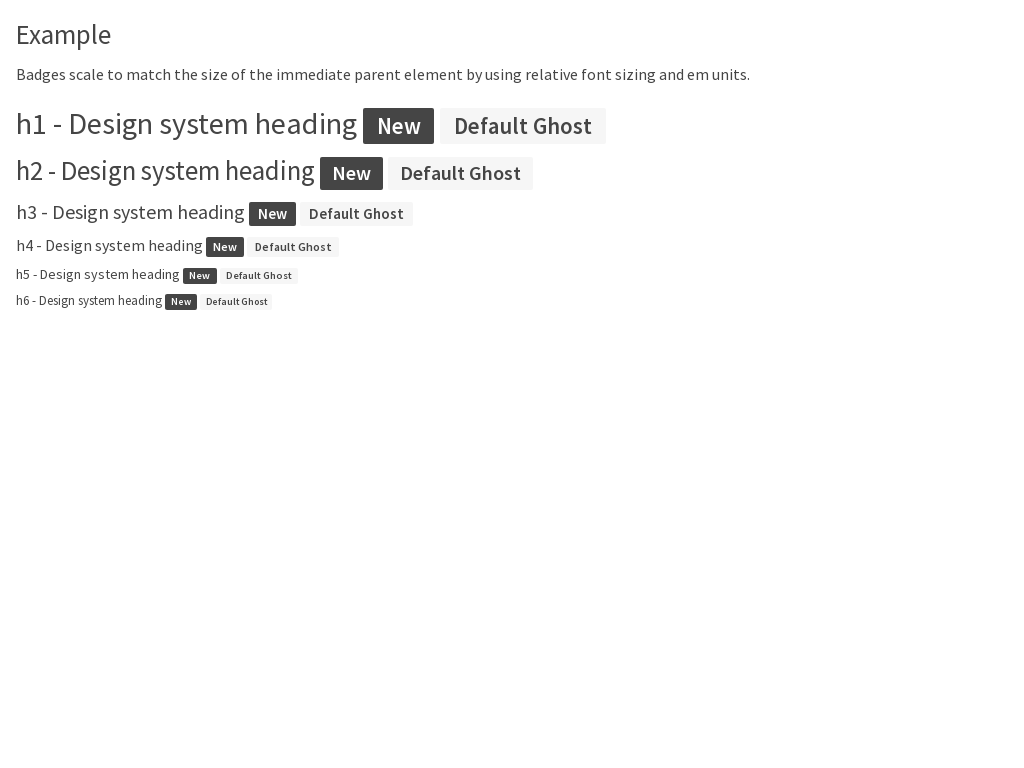 Example
Badges scale to match the size of the immediate parent element by using relative font sizing and em units.
h1 - Design system heading New Default Ghost
h2 - Design system heading New Default Ghost
h3 - Design system heading New Default Ghost
h4 - Design system heading New Default Ghost
h5 - Design system heading New Default Ghost
h6 - Design system heading New Default Ghost